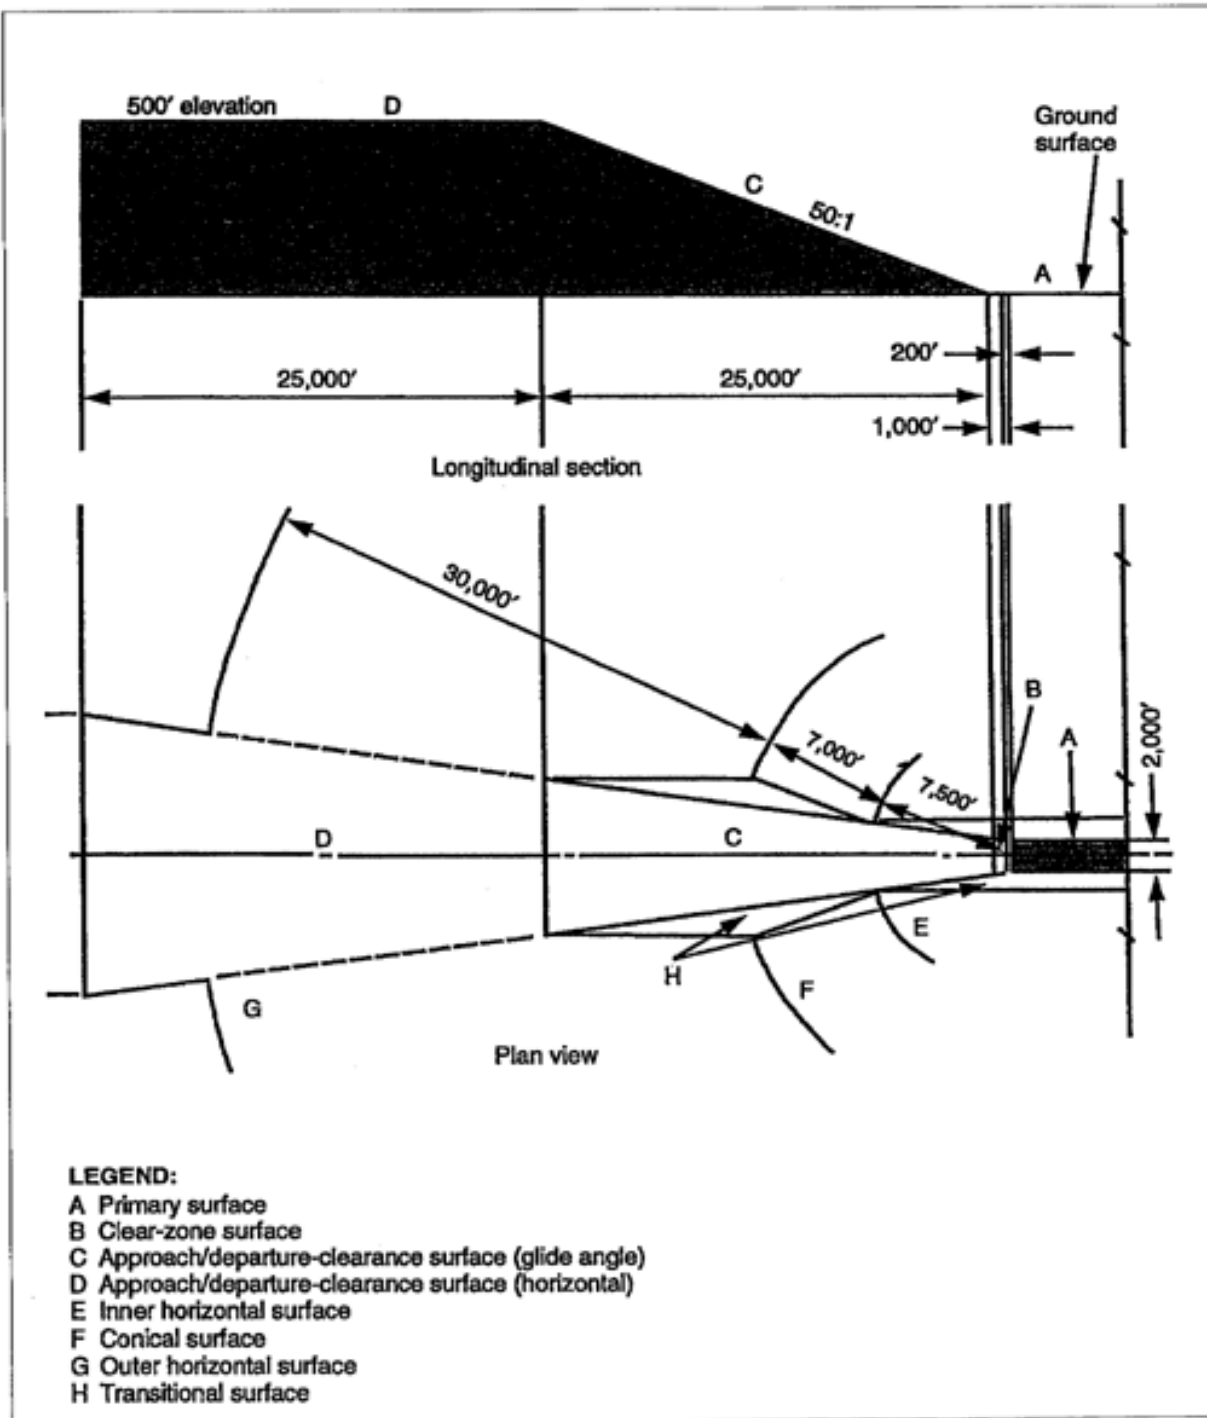 500' elevation D
Ground
surface
C
50:1
A
200'
25,000'
25,000'
1,000'
Longitudinal section
30,000'
B
7,000'
A
2,000'
7,500'
D
C
E
H
F
G
Plan view
LEGEND:
A Primary surface
B Clear-zone surface
C Approach/departure-clearance surface (glide angle)
D Approach/departure-clearance surface (horizontal)
E Inner horizontal surface
F Conical surface
G Outer horizontal surface
H Transitional surface